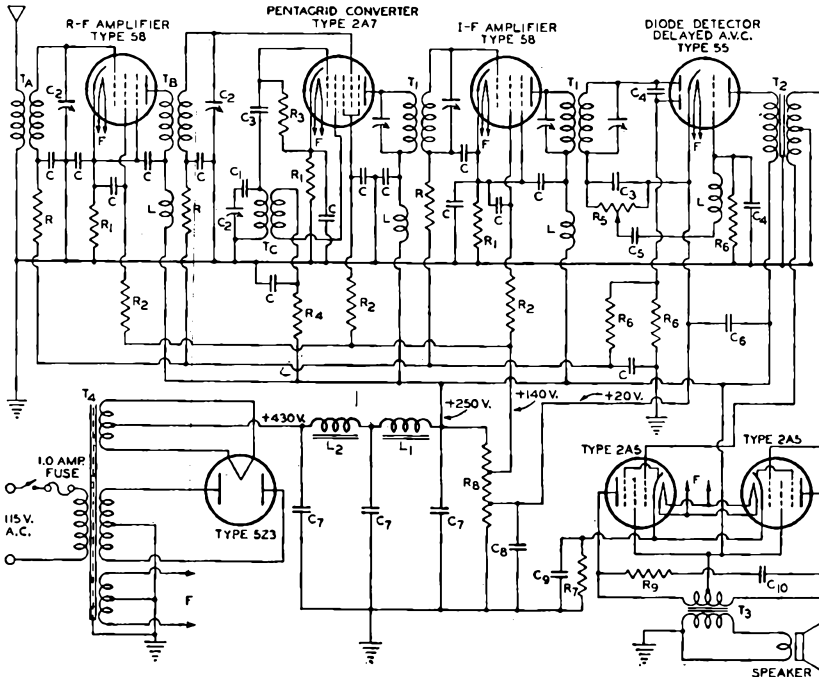 R-F AMPLIFIER
TYPE 58
PENTAGRID CONVERTER
TYPE 2A7
I-F AMPLIFIER
TYPE 58
DIODE DETECTOR
DELAYED A.V.C.
TYPE 55
TA
C2
F
TB
C2
C3
R3
F
T1
F
T1
C4
F
T2
C
C
C
C
C
R
R1
L
R
C1
C2
TC
R1
C
C
C
L
R
C
C
C
R1
C
L
C3
R5
C5
L
R6
C4
C
R2
C
R4
R2
R2
R6
R6
C
C6
T4
+430 V.
L2
L1
+250 V.
+140 V.
+20 V.
1.0 AMP.
FUSE
115 V.
A.C.
TYPE 5Z3
F
C7
C7
C7
R8
C8
TYPE 2A5
TYPE 2A5
F
C9
R7
R9
C10
T3
SPEAKER